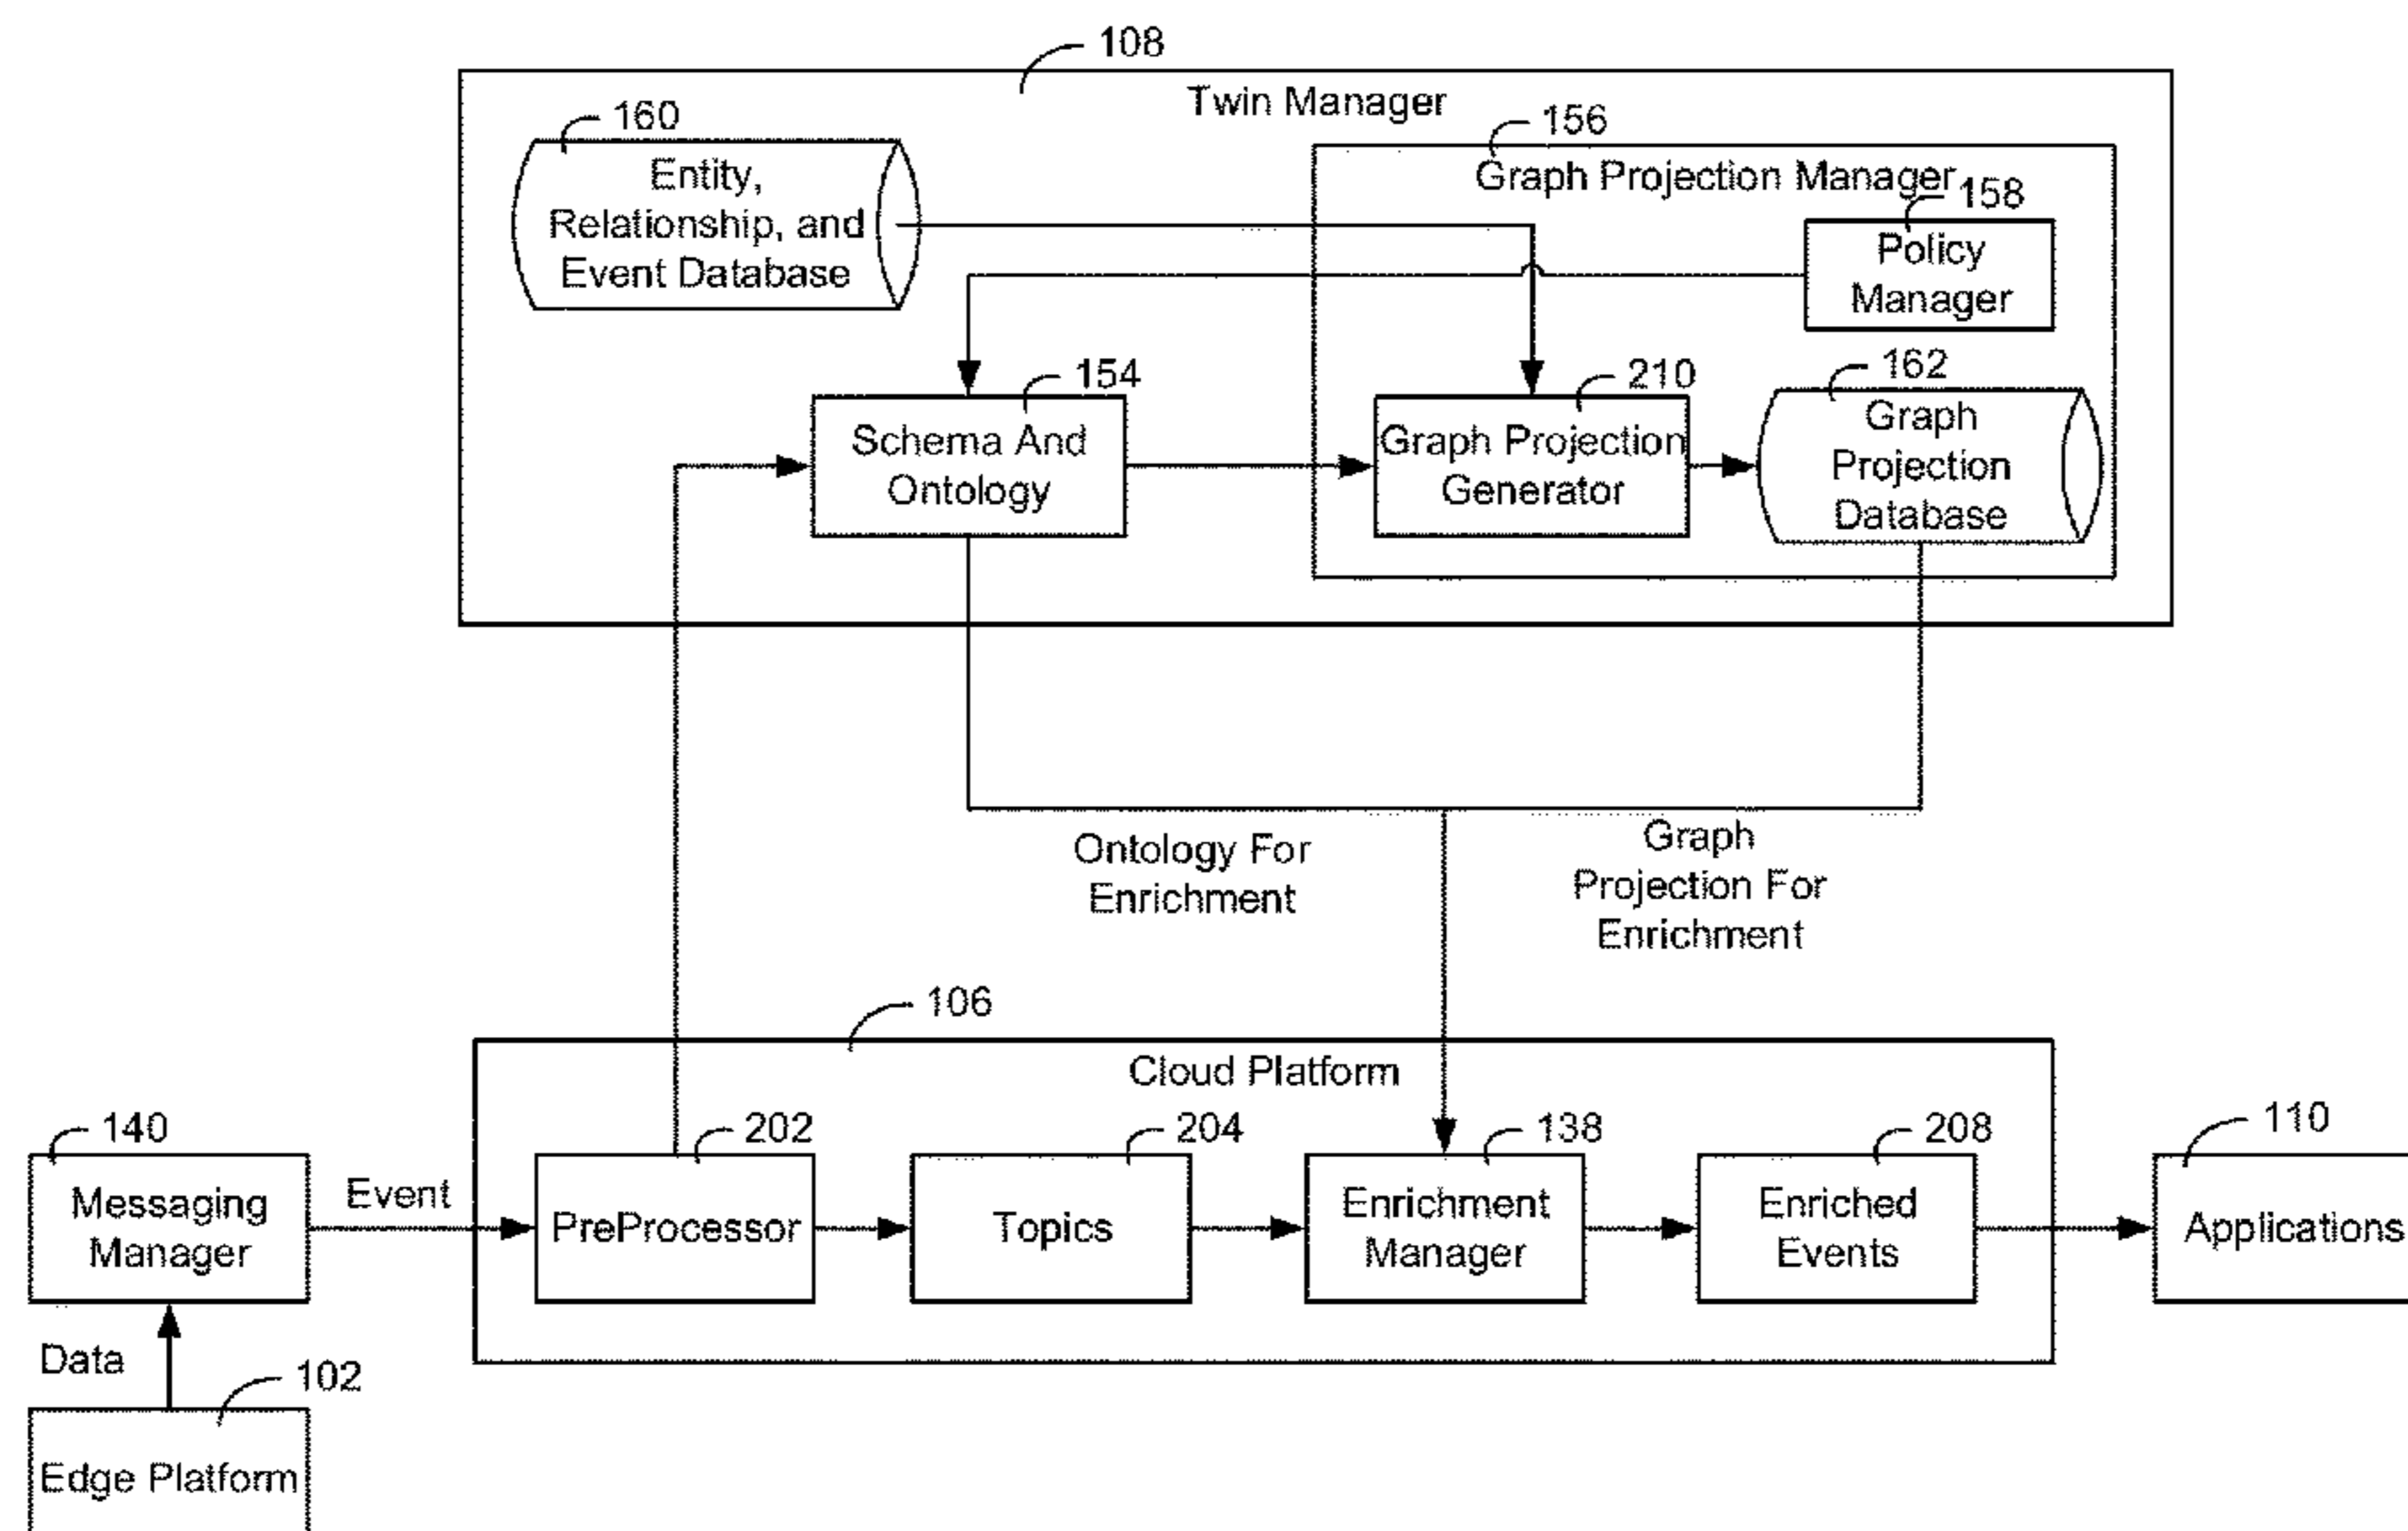 108
Twin Manager
160
Entity,
Relationship, and
Event Database
156
Graph Projection Manager
158
Policy
Manager
154
Schema And
Ontology
210
Graph Projection
Generator
162
Graph
Projection
Database
Ontology For
Enrichment
Graph
Projection For
Enrichment
106
Cloud Platform
140
Messaging
Manager
Event
202
PreProcessor
204
Topics
138
Enrichment
Manager
208
Enriched
Events
110
Applications
Data
102
Edge Platform